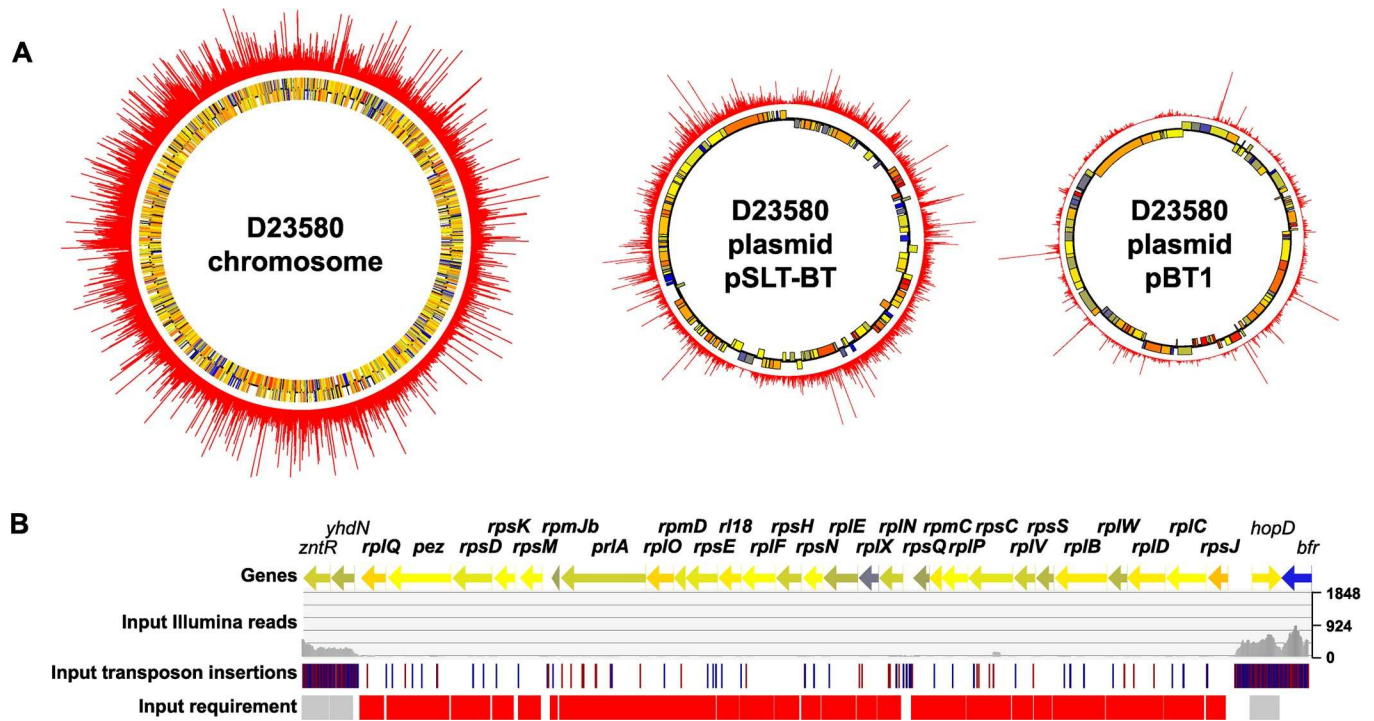 A
D23580
chromosome
D23580
plasmid
pSLT-BT
D23580
plasmid
pBT1
B
yhdN rpsK rpmJb rpmD rl18 rpsH rplE rplN rpmC rpsC rpsS rplW rplC hopD
zntR rplQ pez rpsD rpsM prlA rplO rpsE rplF rpsN rplX rpsQ rplP rplV rplB rplD rpsJ bfr
Genes
1848
Input Illumina reads 924
0
Input transposon insertions
Input requirement